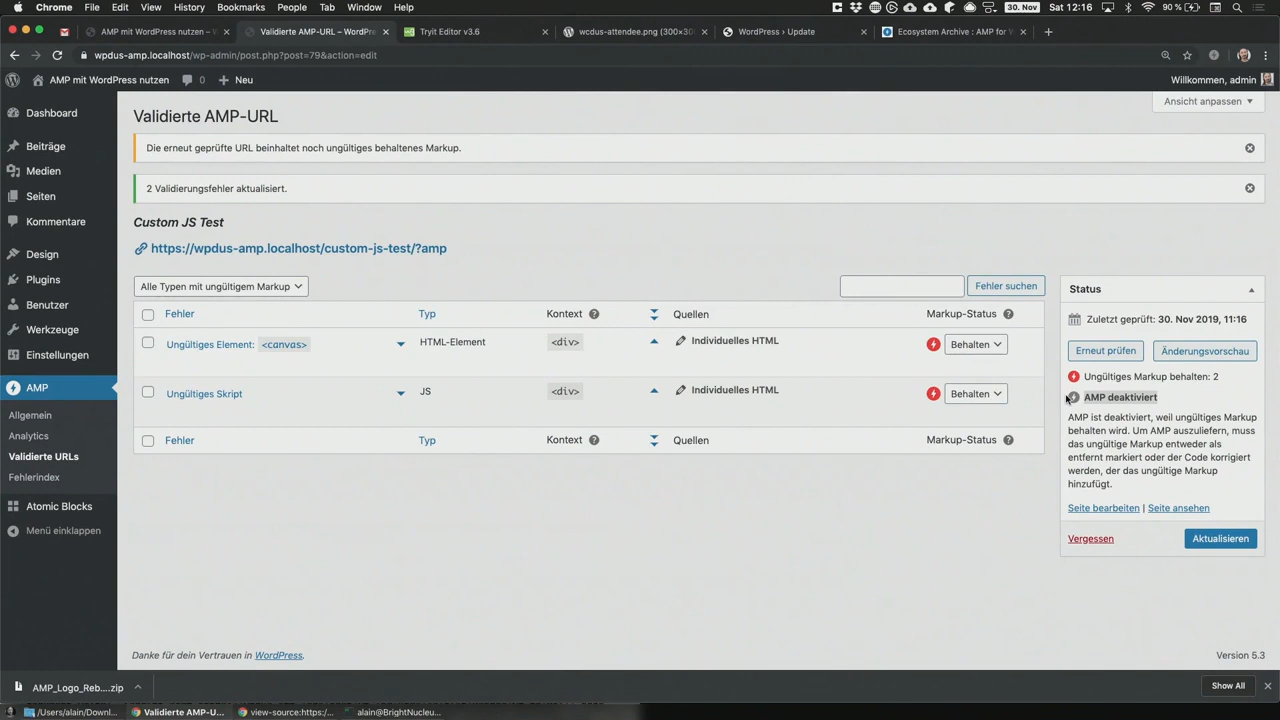 Chrome File Edit View History Bookmarks People Tab Window Help 30. Nov Sat 12:16 90 %
AMP mit WordPress nutzen – V Validierte AMP-URL – WordPre Tryit Editor v3.6 wcdus-attendee.png (300×30 WordPress › Update Ecosystem Archive : AMP for V
wpdus-amp.localhost/wp-admin/post.php?post=79&action=edit
AMP mit WordPress nutzen 0 Neu Willkommen, admin
Dashboard
Beiträge
Medien
Seiten
Kommentare
Design
Plugins
Benutzer
Werkzeuge
Einstellungen
AMP
Allgemein
Analytics
Validierte URLs
Fehlerindex
Atomic Blocks
Menü einklappen
Ansicht anpassen
Validierte AMP-URL
Die erneut geprüfte URL beinhaltet noch ungültiges behaltenes Markup.
2 Validierungsfehler aktualisiert.
Custom JS Test
https://wpdus-amp.localhost/custom-js-test/?amp
Alle Typen mit ungültigem Markup Fehler suchen
Fehler Typ Kontext Quellen Markup-Status
Ungültiges Element: <canvas> HTML-Element <div> Individuelles HTML Behalten
Ungültiges Skript JS <div> Individuelles HTML Behalten
Fehler Typ Kontext Quellen Markup-Status
Status
Zuletzt geprüft: 30. Nov 2019, 11:16
Erneut prüfen Änderungsvorschau
Ungültiges Markup behalten: 2
AMP deaktiviert
AMP ist deaktiviert, weil ungültiges Markup
behalten wird. Um AMP auszuliefern, muss
das ungültige Markup entweder als
entfernt markiert oder der Code korrigiert
werden, der das ungültige Markup
hinzufügt.
Seite bearbeiten | Seite ansehen
Vergessen Aktualisieren
Danke für dein Vertrauen in WordPress. Version 5.3
AMP_Logo_Reb....zip Show All
/Users/alain/Downl... Validierte AMP-U... view-source:https:/... alain@BrightNucleu...